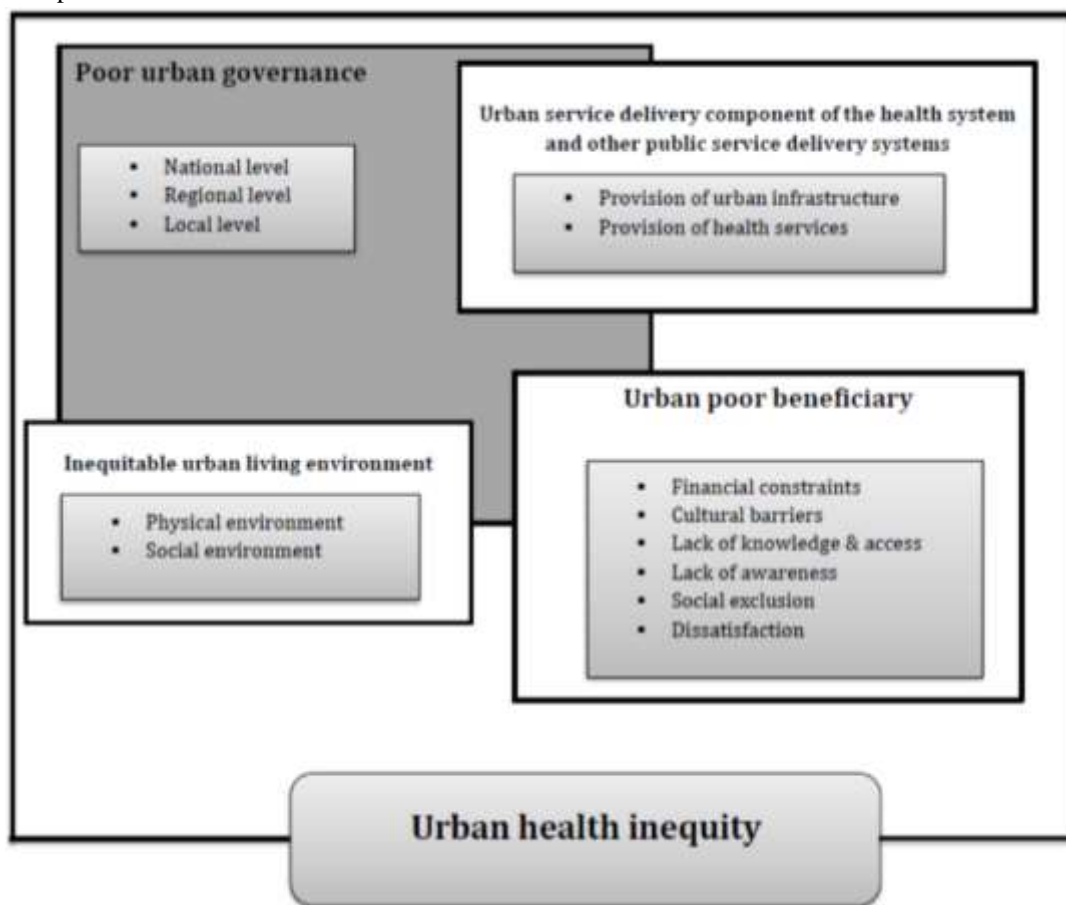 Poor urban governance
▪ National level
▪ Regional level
▪ Local level
Urban service delivery component of the health system
and other public service delivery systems
▪ Provision of urban infrastructure
▪ Provision of health services
Inequitable urban living environment
▪ Physical environment
▪ Social environment
Urban poor beneficiary
▪ Financial constraints
▪ Cultural barriers
▪ Lack of knowledge & access
▪ Lack of awareness
▪ Social exclusion
▪ Dissatisfaction
Urban health inequity